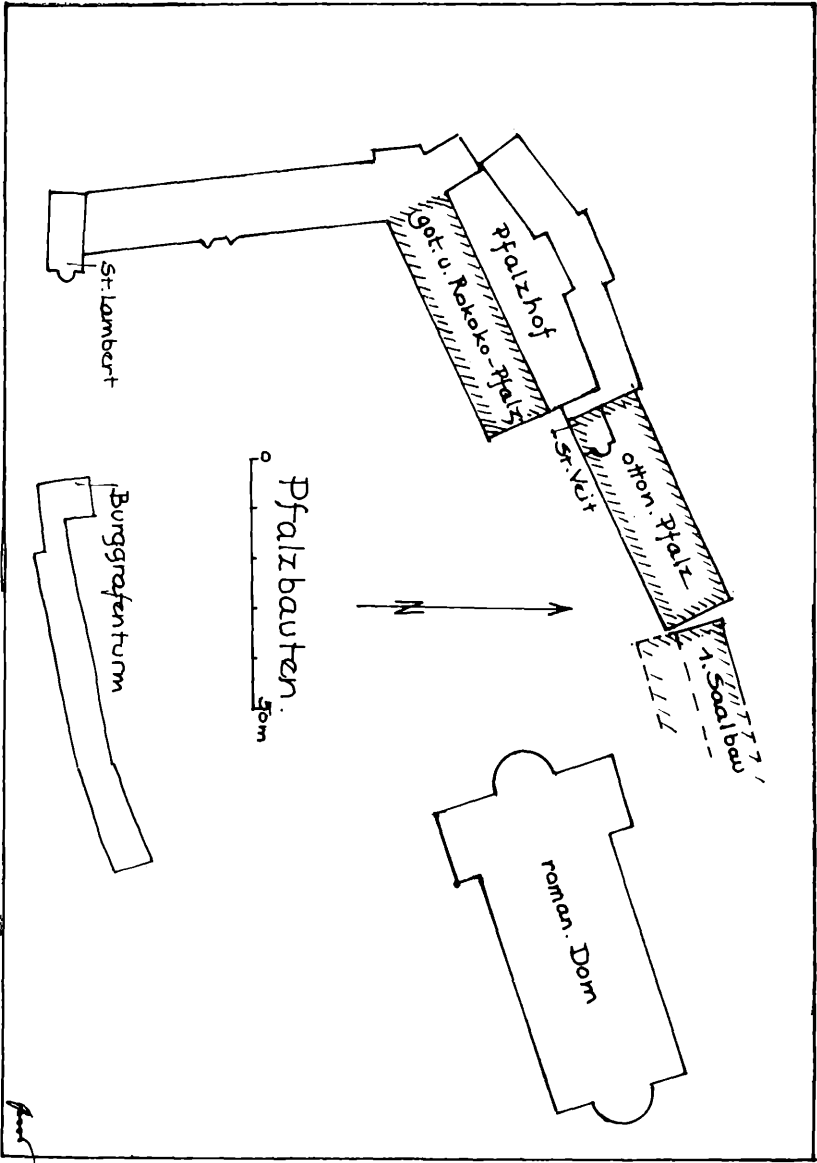 Pfalzhof
got. u. Rokoko-Pfalz
otton. Pfalz
St. Veit
1. Saalbau
St. Lambert
Pfalzbauten.
0
50m
N
Burggrafenturm
roman. Dom